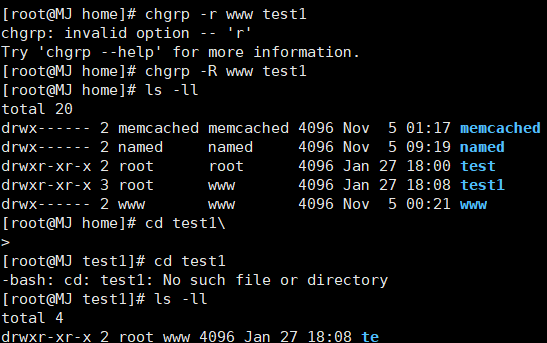 [root@MJ home]# chgrp -r www test1
chgrp: invalid option -- 'r'
Try 'chgrp --help' for more information.
[root@MJ home]# chgrp -R www test1
[root@MJ home]# ls -ll
total 20
drwx------ 2 memcached memcached 4096 Nov  5 01:17 memcached
drwx------ 2 named     named     4096 Nov  5 09:19 named
drwxr-xr-x 2 root      root      4096 Jan 27 18:00 test
drwxr-xr-x 3 root      www       4096 Jan 27 18:08 test1
drwx------ 2 www       www       4096 Nov  5 00:21 www
[root@MJ home]# cd test1\
>
[root@MJ test1]# cd test1
-bash: cd: test1: No such file or directory
[root@MJ test1]# ls -ll
total 4
drwxr-xr-x 2 root www 4096 Jan 27 18:08 te